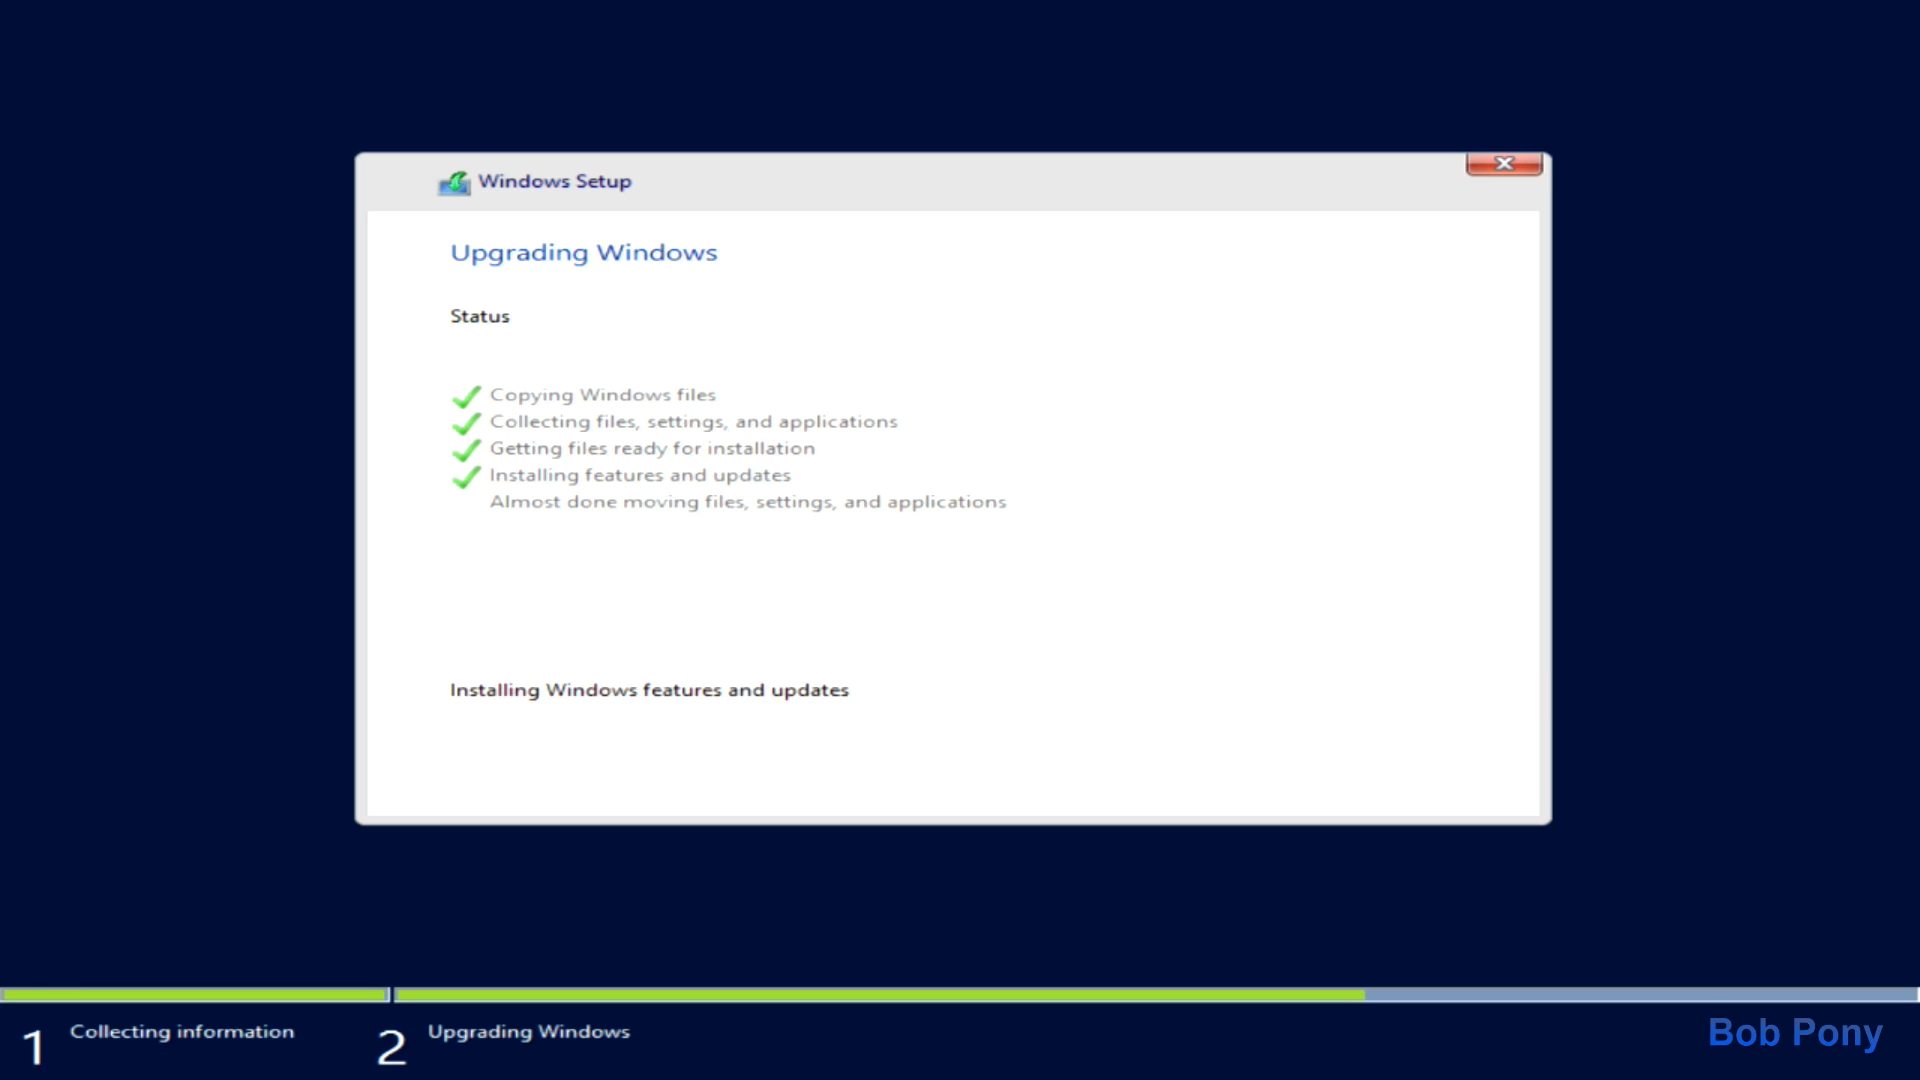 Windows Setup
Upgrading Windows
Status
Copying Windows files
Collecting files, settings, and applications
Getting files ready for installation
Installing features and updates
Almost done moving files, settings, and applications
Installing Windows features and updates
1 Collecting information
2 Upgrading Windows
Bob Pony